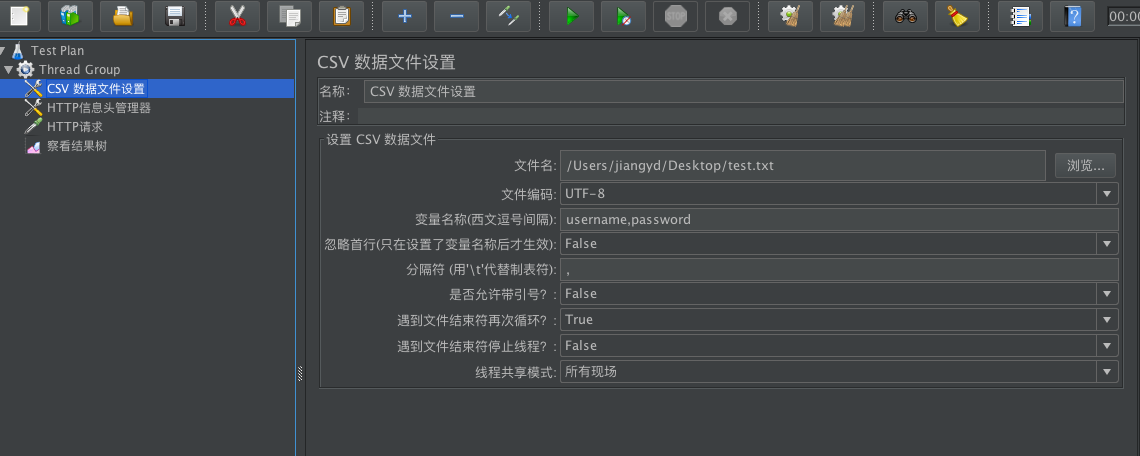 STOP
00:00
Test Plan
Thread Group
CSV 数据文件设置
HTTP信息头管理器
HTTP请求
察看结果树
CSV 数据文件设置
名称: CSV 数据文件设置
注释:
设置 CSV 数据文件
文件名: /Users/jiangyd/Desktop/test.txt 浏览...
文件编码: UTF-8
变量名称(西文逗号间隔): username,password
忽略首行(只在设置了变量名称后才生效): False
分隔符 (用'\t'代替制表符): ,
是否允许带引号? : False
遇到文件结束符再次循环? : True
遇到文件结束符停止线程? : False
线程共享模式: 所有现场